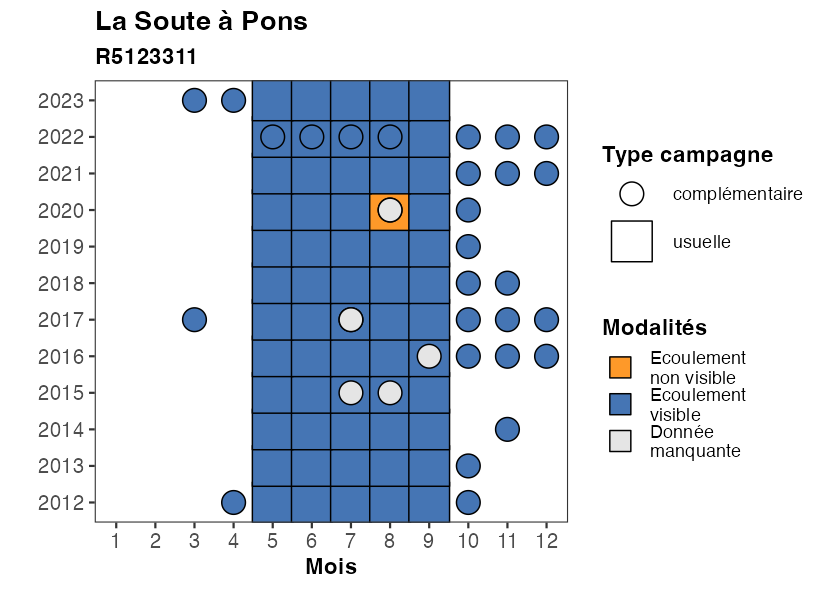 La Soute à Pons
R5123311
2023
2022
2021
2020
2019
2018
2017
2016
2015
2014
2013
2012
1 2 3 4 5 6 7 8 9 10 11 12
Mois
Type campagne
complémentaire
usuelle
Modalités
Ecoulement
non visible
Ecoulement
visible
Donnée
manquante